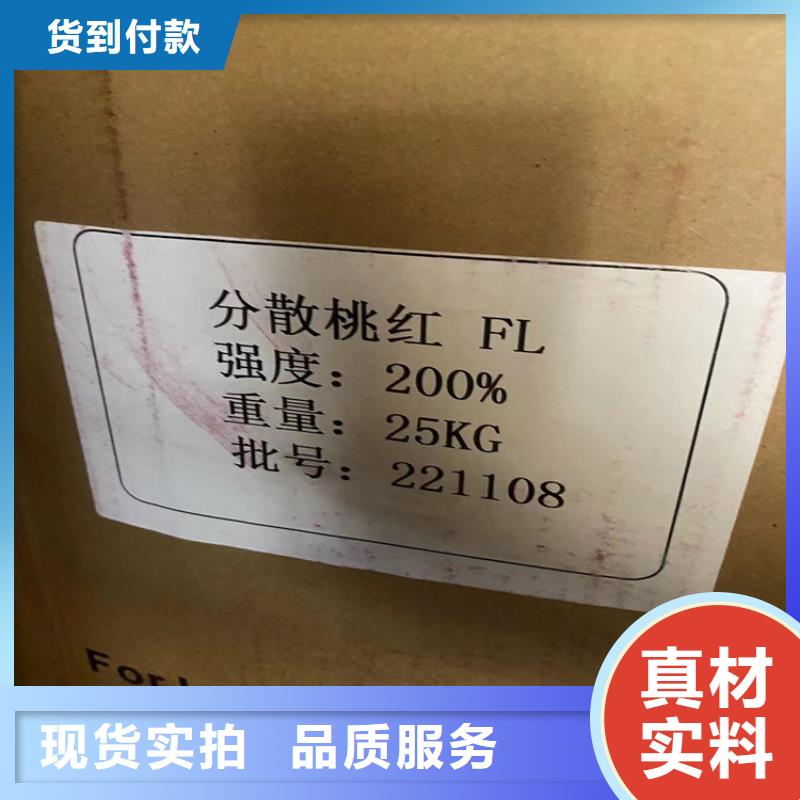 货到付款
分散桃红 FL
强度: 200%
重量: 25KG
批号: 221108
For
现货实拍 品质服务
真材
实料